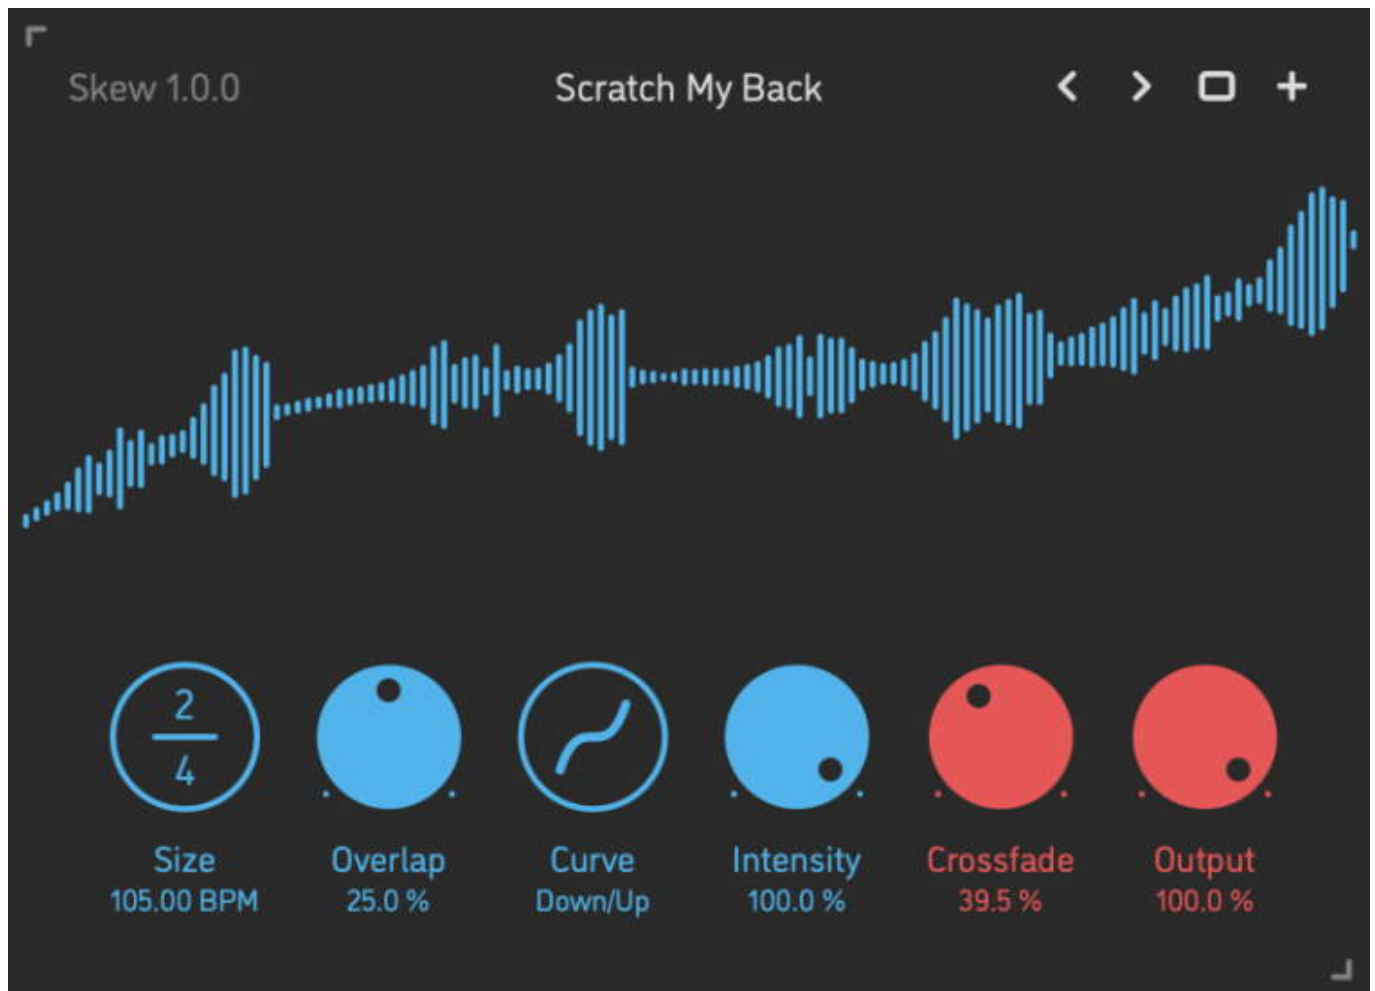 Skew 1.0.0 Scratch My Back
2
4
Size Overlap Curve Intensity Crossfade Output
105.00 BPM 25.0 % Down/Up 100.0 % 39.5 % 100.0 %